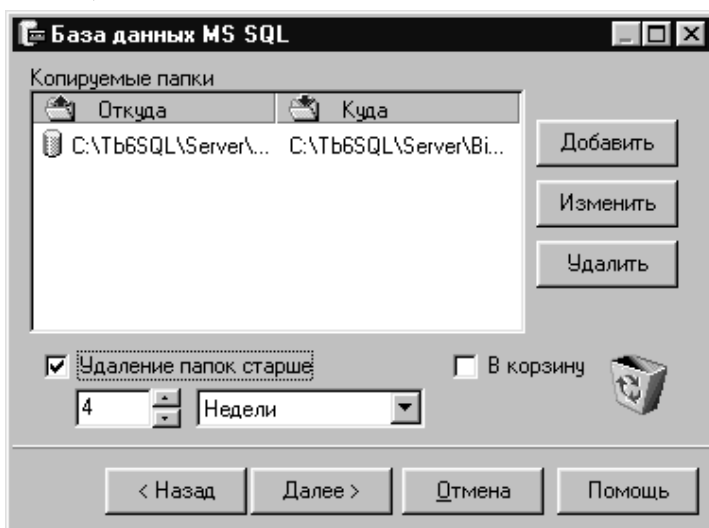 База данных MS SQL
Копируемые папки
Откуда Куда
C:\Tb6SQL\Server\... C:\Tb6SQL\Server\Bi...
Добавить
Изменить
Удалить
Удаление папок старше
В корзину
4 Недели
< Назад Далее > Отмена Помощь